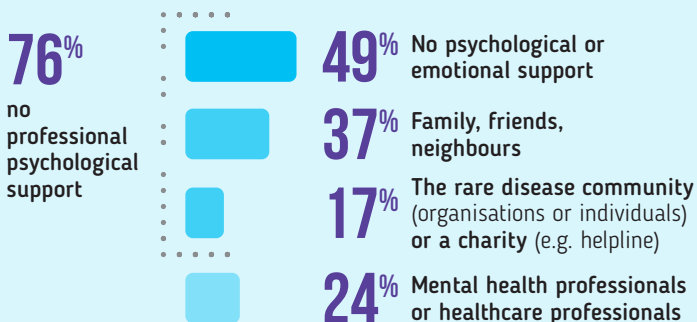 76%
no
professional
psychological
support
49% No psychological or
emotional support
37% Family, friends,
neighbours
17% The rare disease community
(organisations or individuals)
or a charity (e.g. helpline)
24% Mental health professionals
or healthcare professionals